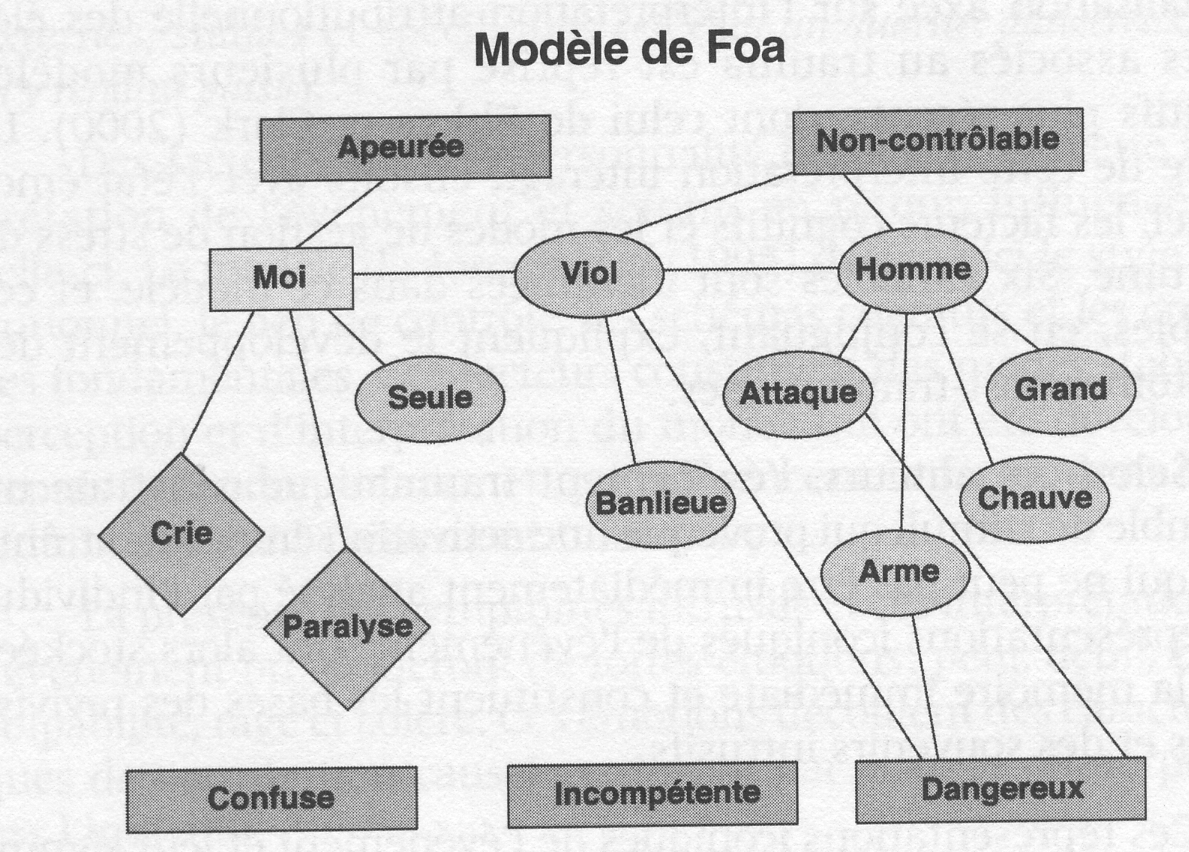 Modèle de Foa
Apeurée
Non-contrôlable
Moi
Viol
Homme
Seule
Attaque
Grand
Banlieue
Chauve
Crie
Arme
Paralyse
Confuse
Incompétente
Dangereux